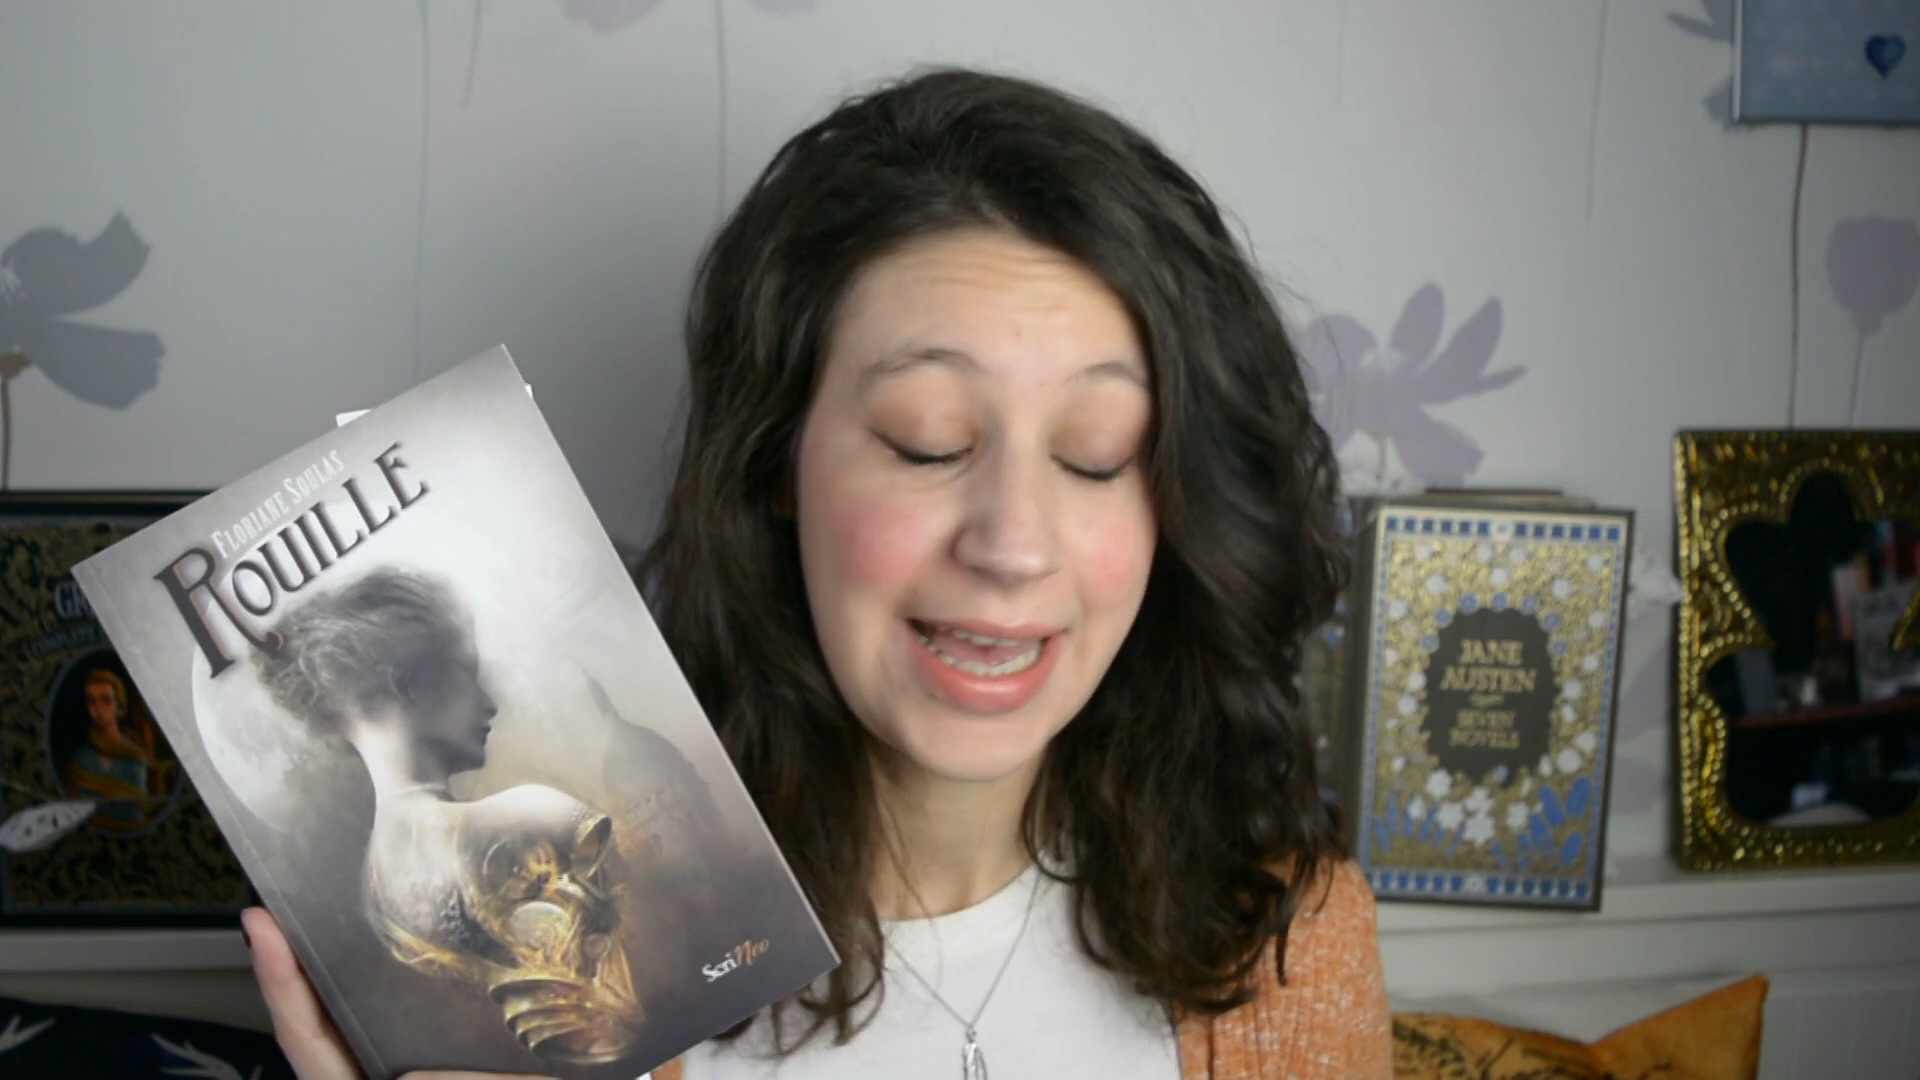 FLORIANE SOULAS
ROUILLE
ScriNeo
JANE
AUSTEN
SEVEN
NOVELS